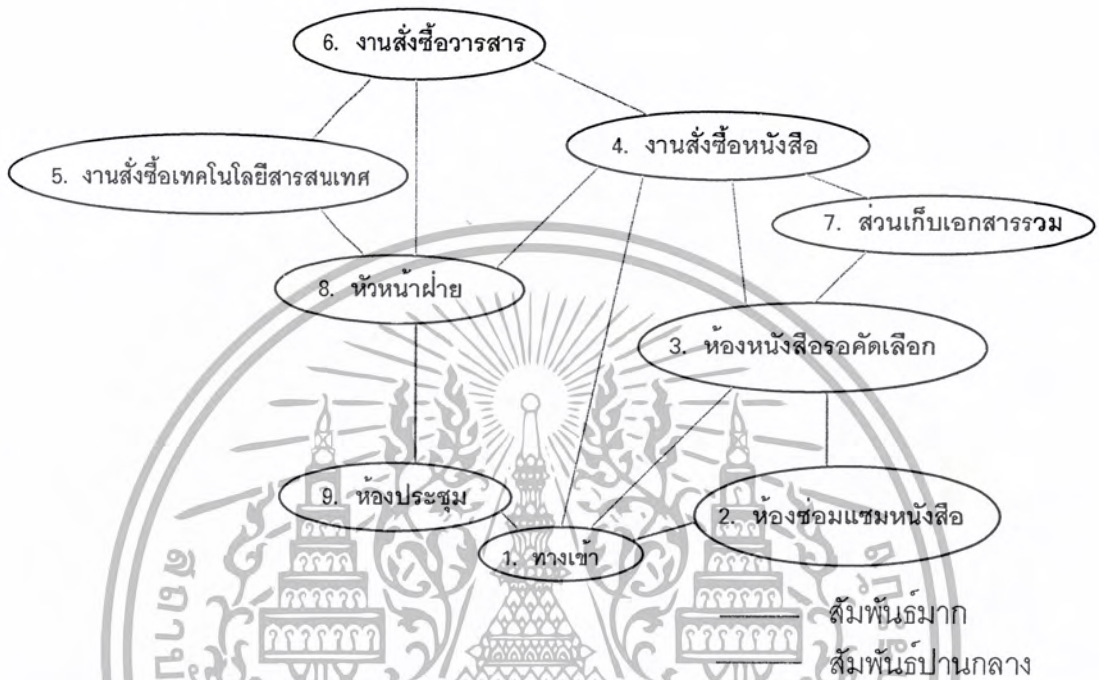 6. งานสั่งซื้อวารสาร
4. งานสั่งซื้อหนังสือ
5. งานสั่งซื้อเทคโนโลยีสารสนเทศ
7. ส่วนเก็บเอกสารรวม
8. หัวหน้าฝ่าย
3. ห้องหนังสือรอคัดเลือก
9. ห้องประชุม
2. ห้องซ่อมแซมหนังสือ
1. ทางเข้า
สัมพันธ์มาก
สัมพันธ์ปานกลาง